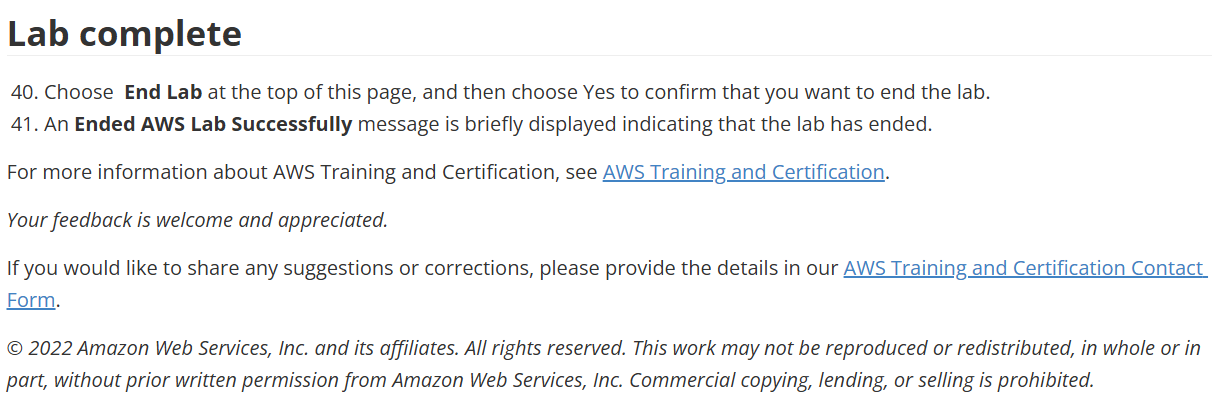 Lab complete
40. Choose End Lab at the top of this page, and then choose Yes to confirm that you want to end the lab.
41. An Ended AWS Lab Successfully message is briefly displayed indicating that the lab has ended.
For more information about AWS Training and Certification, see AWS Training and Certification.
Your feedback is welcome and appreciated.
If you would like to share any suggestions or corrections, please provide the details in our AWS Training and Certification Contact
Form.
© 2022 Amazon Web Services, Inc. and its affiliates. All rights reserved. This work may not be reproduced or redistributed, in whole or in
part, without prior written permission from Amazon Web Services, Inc. Commercial copying, lending, or selling is prohibited.